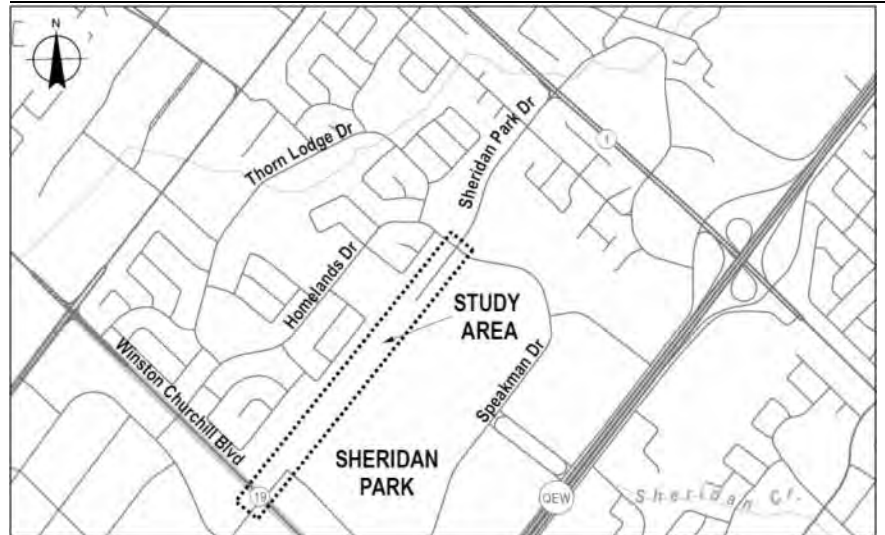 N
Sheridan Park Dr
1
Thorn Lodge Dr
Homelands Dr
STUDY
AREA
Speakman Dr
Winston Churchill Blvd
SHERIDAN
PARK
19
QEW
Sheridan Cr.